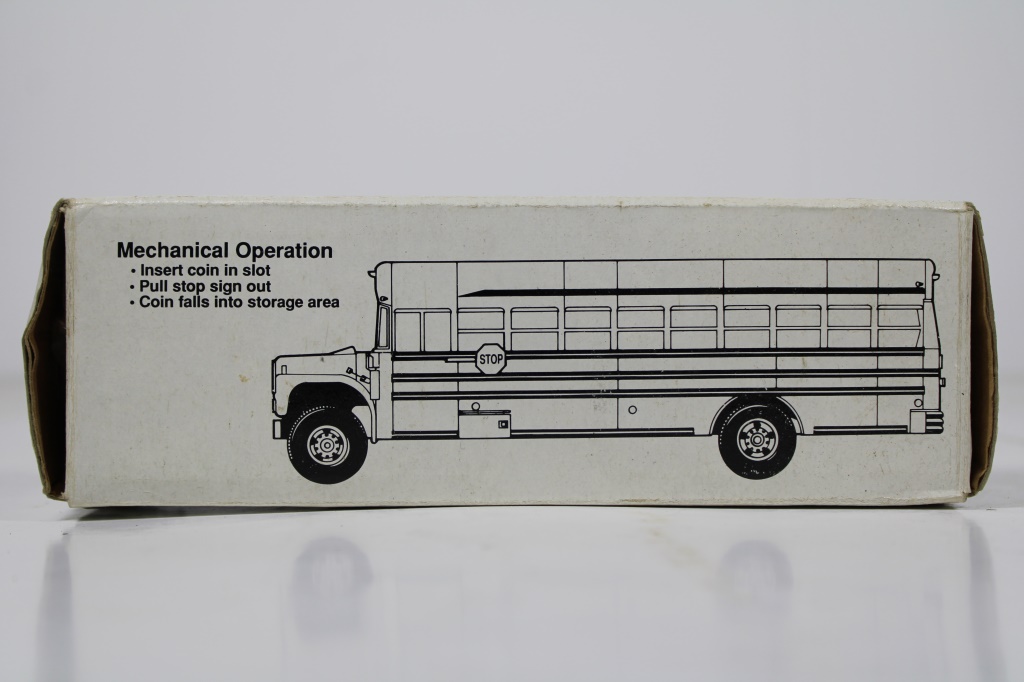 Mechanical Operation
• Insert coin in slot
• Pull stop sign out
• Coin falls into storage area
STOP